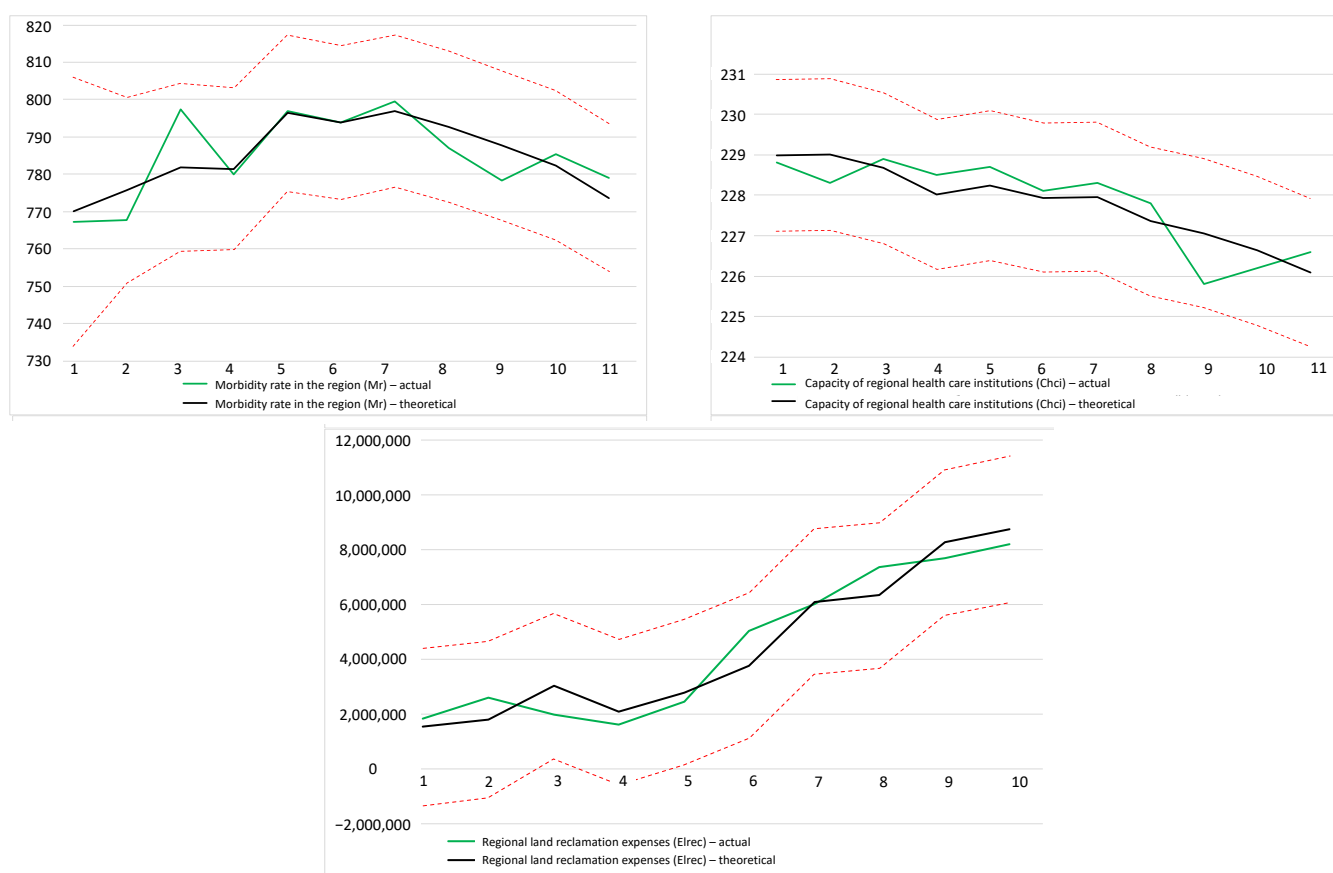 820
810
800
790
780
770
760
750
740
730
1 2 3 4 5 6 7 8 9 10 11
Morbidity rate in the region (Mr) – actual
Morbidity rate in the region (Mr) – theoretical
231
230
229
228
227
226
225
224
1 2 3 4 5 6 7 8 9 10 11
Capacity of regional health care institutions (Chci) – actual
Capacity of regional health care institutions (Chci) – theoretical
12,000,000
10,000,000
8,000,000
6,000,000
4,000,000
2,000,000
0
−2,000,000
1 2 3 4 5 6 7 8 9 10
Regional land reclamation expenses (Elrec) – actual
Regional land reclamation expenses (Elrec) – theoretical